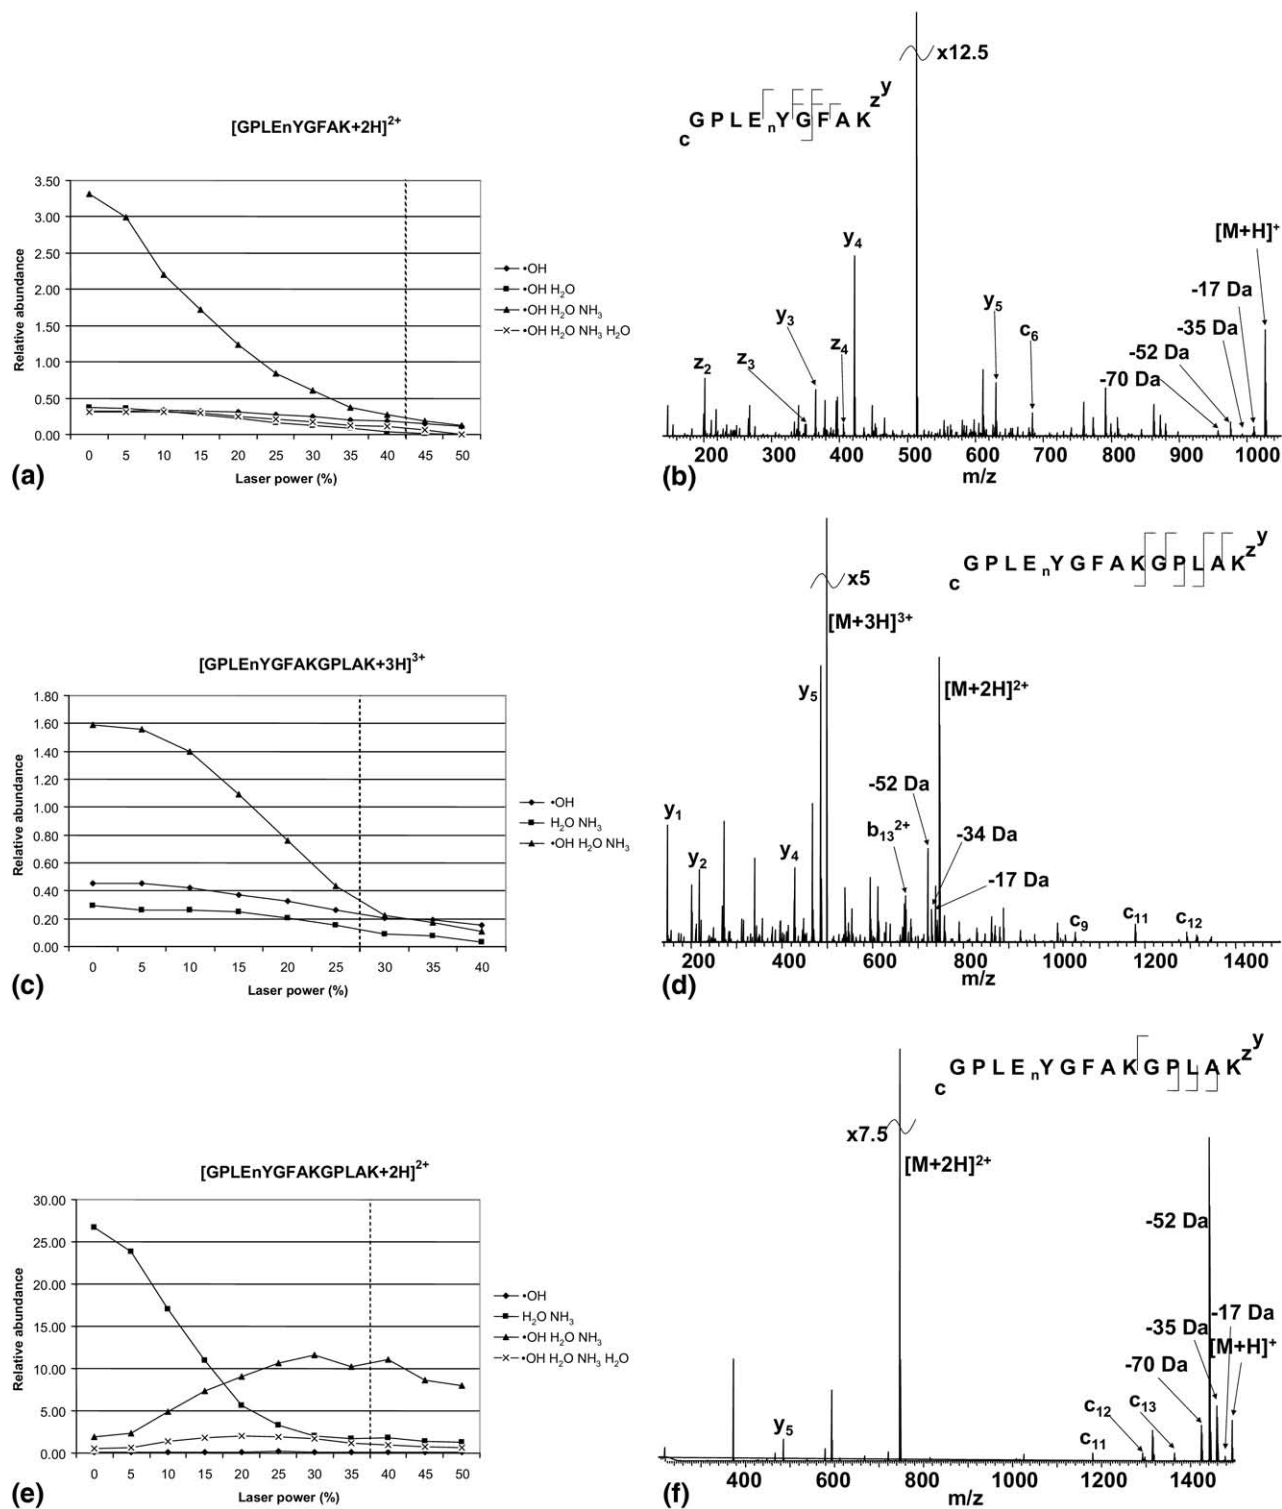 [GPLEnYGFAK+2H]2+
Relative abundance
3.50
3.00
2.50
2.00
1.50
1.00
0.50
0.00
0 5 10 15 20 25 30 35 40 45 50
Laser power (%)
•OH
•OH H2O
•OH H2O NH3
•OH H2O NH3 H2O
(a)
x12.5
c G P L E n Y G F A K z y
z2
z3
y3
z4
y4
y5
c6
-70 Da
-52 Da
-35 Da
-17 Da
[M+H]+
200 300 400 500 600 700 800 900 1000
m/z
(b)
[GPLEnYGFAKGPLAK+3H]3+
Relative abundance
1.80
1.60
1.40
1.20
1.00
0.80
0.60
0.40
0.20
0.00
0 5 10 15 20 25 30 35 40
Laser power (%)
•OH
H2O NH3
•OH H2O NH3
(c)
x5
c G P L E n Y G F A K G P L A K z y
[M+3H]3+
y5
[M+2H]2+
-52 Da
b13 2+
-34 Da
-17 Da
y1
y2
y4
c9
c11
c12
200 400 600 800 1000 1200 1400
m/z
(d)
[GPLEnYGFAKGPLAK+2H]2+
Relative abundance
30.00
25.00
20.00
15.00
10.00
5.00
0.00
0 5 10 15 20 25 30 35 40 45 50
Laser power (%)
•OH
H2O NH3
•OH H2O NH3
•OH H2O NH3 H2O
(e)
c G P L E n Y G F A K G P L A K z y
x7.5
[M+2H]2+
-52 Da
-35 Da
-17 Da
[M+H]+
-70 Da
c12
c13
c11
y5
400 600 800 1000 1200 1400
m/z
(f)